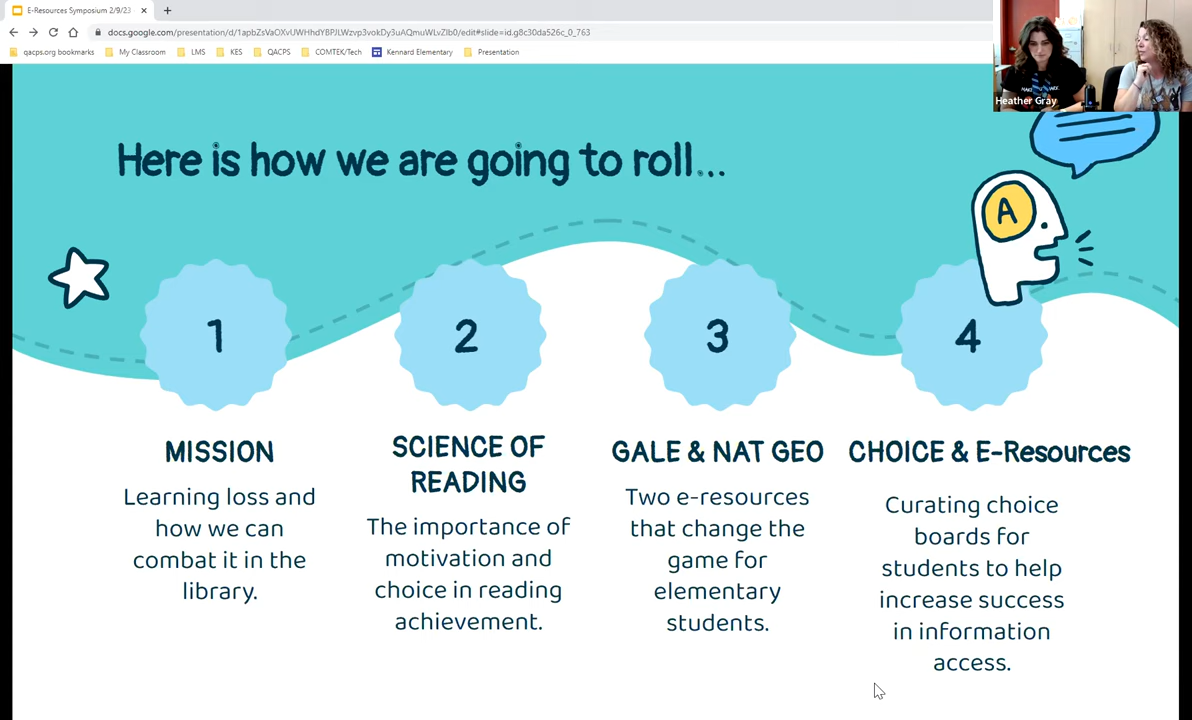 E-Resources Symposium 2/9/23
docs.google.com/presentation/d/1apbZsVaOXvUWHhdYBPJLWzvp3vokDy3uAQmuWLvZIb0/edit#slide=id.g8c30da526c_0_763
qacps.org bookmarks My Classroom LMS KES QACPS COMTEK/Tech Kennard Elementary Presentation
Heather Gray
Here is how we are going to roll...
A
1 2 3 4
MISSION
Learning loss and
how we can
combat it in the
library.
SCIENCE OF
READING
The importance of
motivation and
choice in reading
achievement.
GALE & NAT GEO
Two e-resources
that change the
game for
elementary
students.
CHOICE & E-Resources
Curating choice
boards for
students to help
increase success
in information
access.